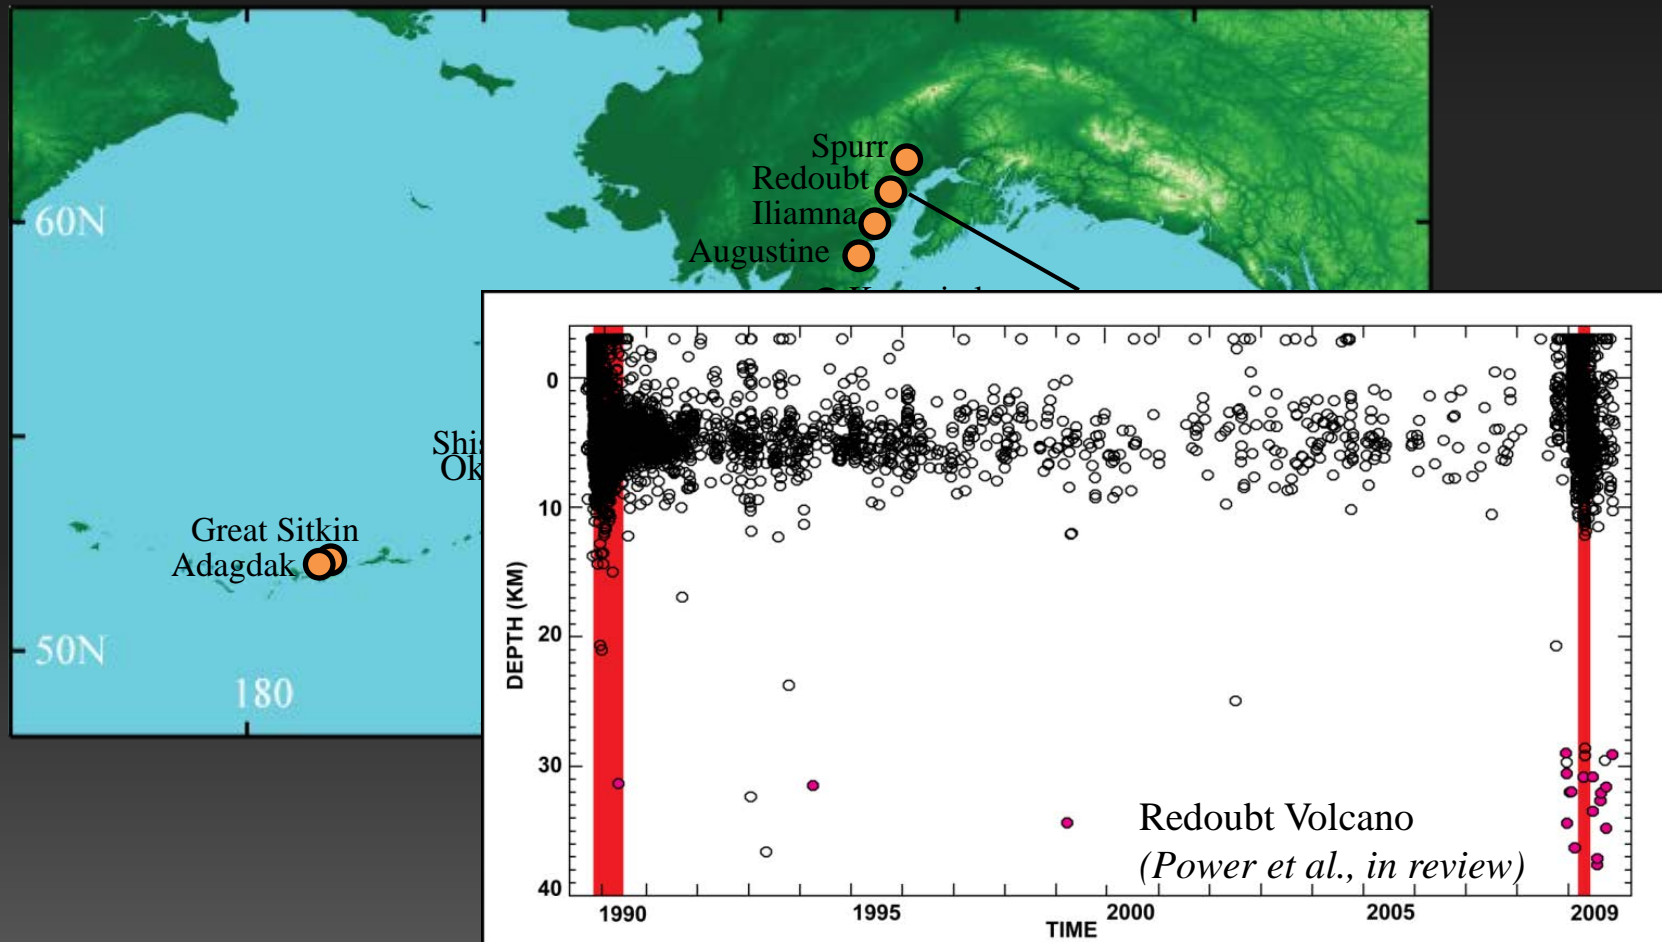 Spurr
Redoubt
Iliamna
Augustine
60N
Great Sitkin
Adagdak
50N
180
0
10
20
30
40
DEPTH (KM)
1990
1995
2000
2005
2009
TIME
Redoubt Volcano
(Power et al., in review)